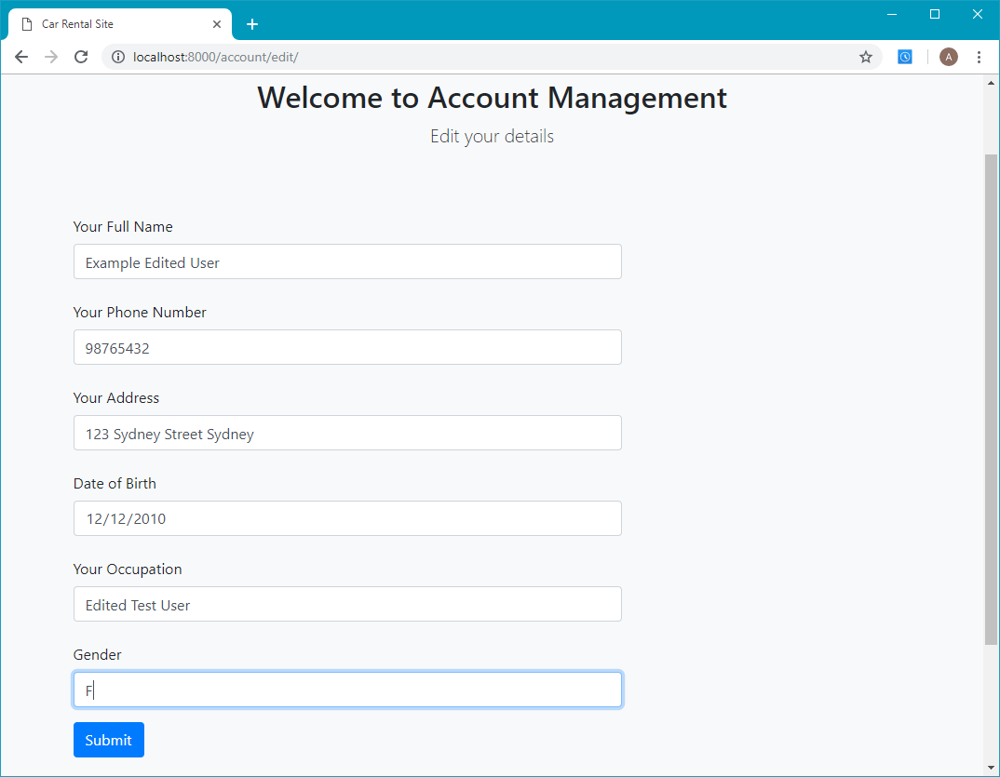 Car Rental Site
localhost:8000/account/edit/
A
Welcome to Account Management
Edit your details
Your Full Name
Example Edited User
Your Phone Number
98765432
Your Address
123 Sydney Street Sydney
Date of Birth
12/12/2010
Your Occupation
Edited Test User
Gender
F
Submit